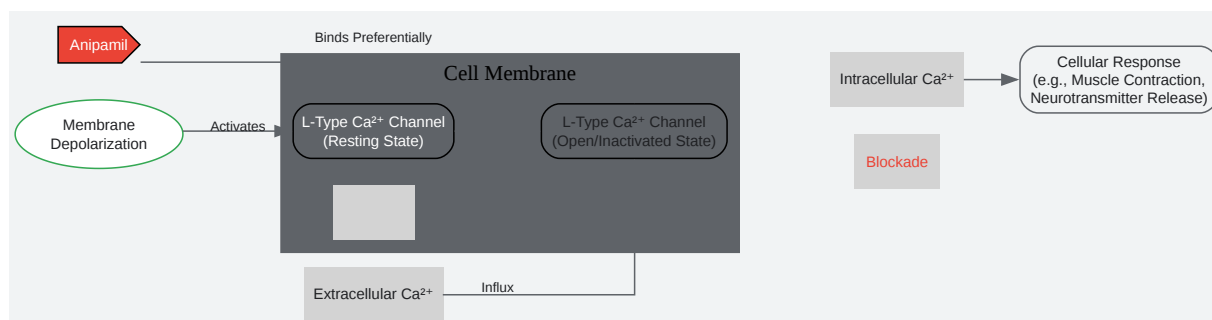 Binds Preferentially
Anipamil
Cell Membrane
Membrane
Depolarization
Activates
L-Type Ca²⁺ Channel
(Resting State)
L-Type Ca²⁺ Channel
(Open/Inactivated State)
Extracellular Ca²⁺
Influx
Intracellular Ca²⁺
Cellular Response
(e.g., Muscle Contraction,
Neurotransmitter Release)
Blockade